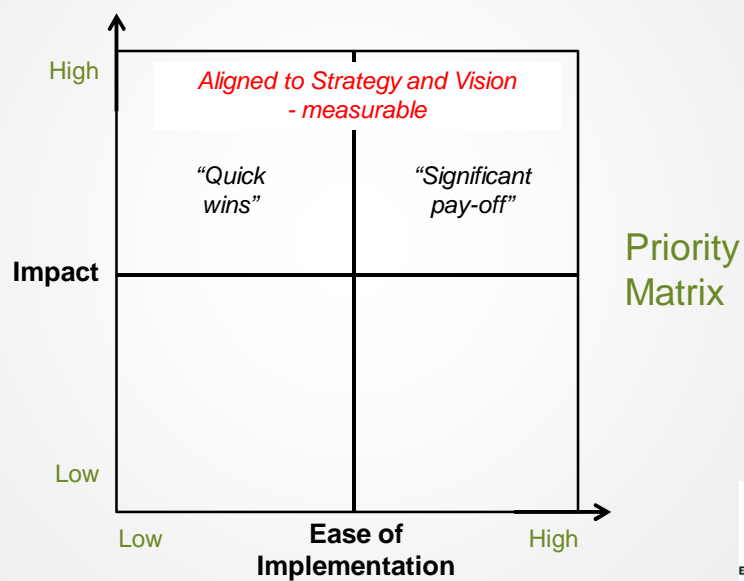 High
Aligned to Strategy and Vision
- measurable
“Quick
wins”
“Significant
pay-off”
Impact
Priority
Matrix
Low
Low
Ease of
Implementation
High
E